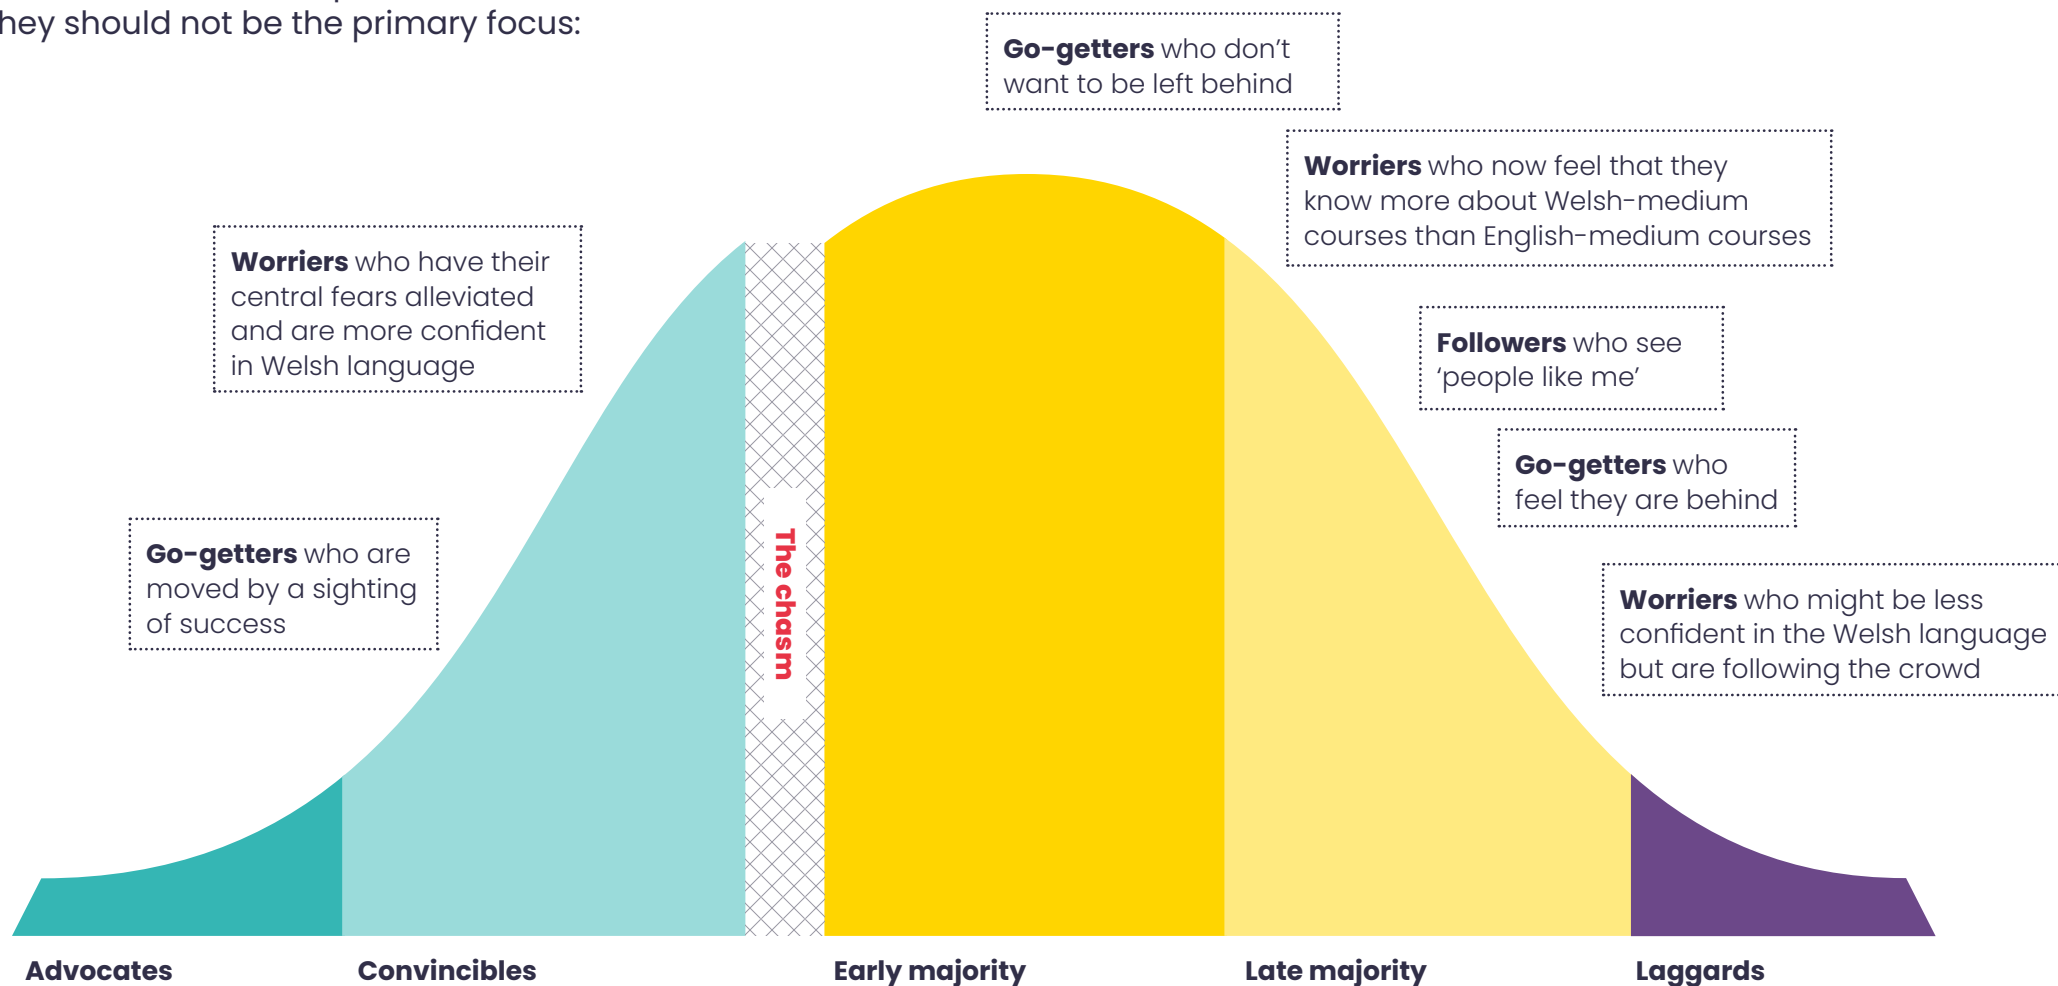 hey should not be the primary focus:
Go-getters who don’t
want to be left behind
Worriers who now feel that they
know more about Welsh-medium
courses than English-medium courses
Worriers who have their
central fears alleviated
and are more confident
in Welsh language
Followers who see
‘people like me’
Go-getters who
feel they are behind
Go-getters who are
moved by a sighting
of success
The chasm
Worriers who might be less
confident in the Welsh language
but are following the crowd
Advocates
Convincibles
Early majority
Late majority
Laggards